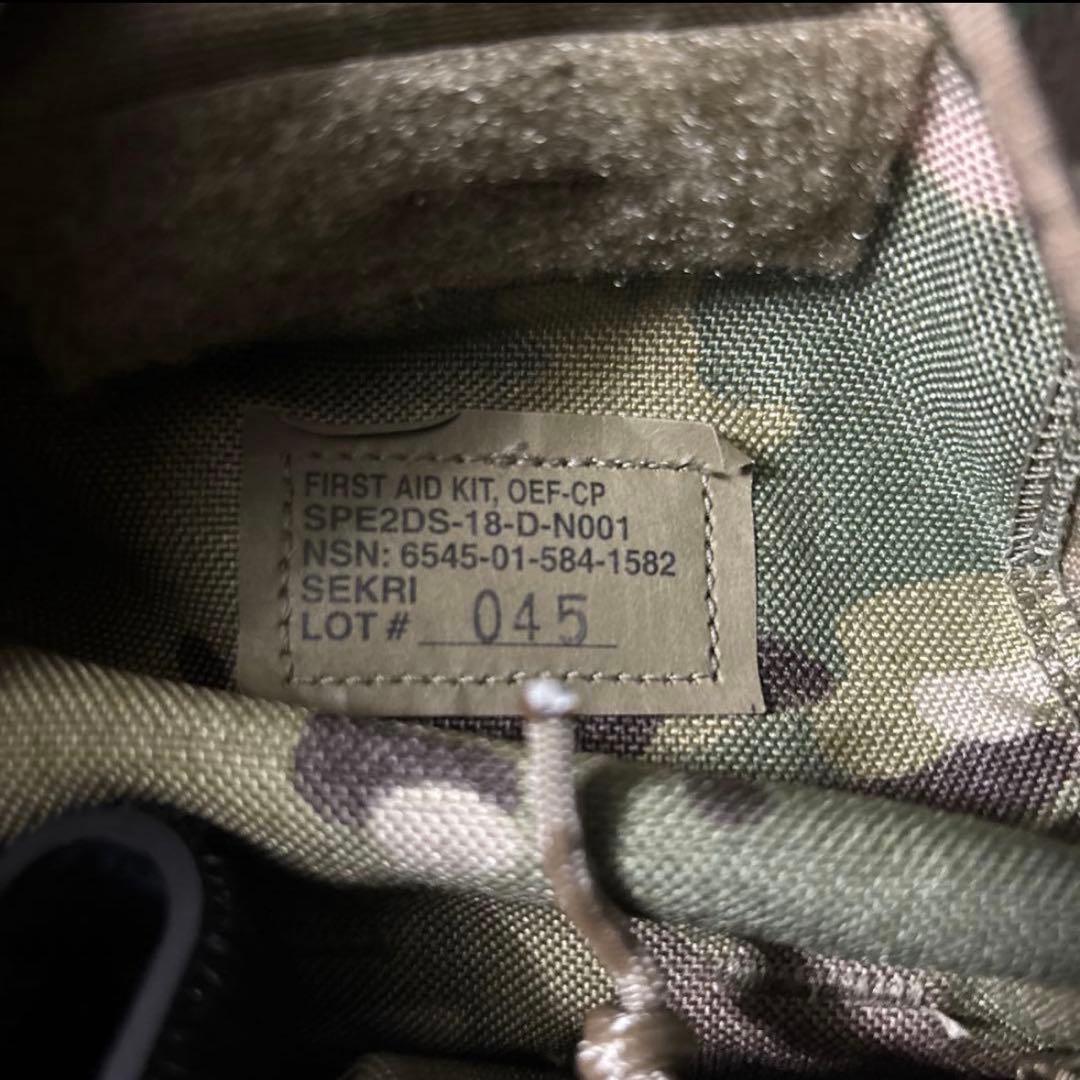 FIRST AID KIT, OEF-CP
SPE2DS-18-D-N001
NSN: 6545-01-584-1582
SEKRI
LOT # 045